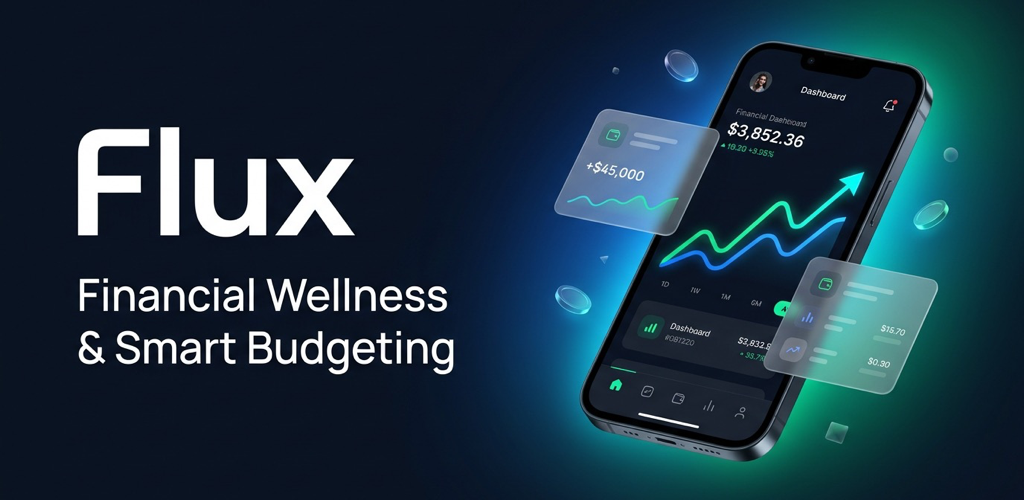 Flux
Financial Wellness
& Smart Budgeting
Dashboard
Financial Dashboard
$3,852.36
+$45,000
1D 1W 1M 6M
Dashboard
$15.70
$0.30